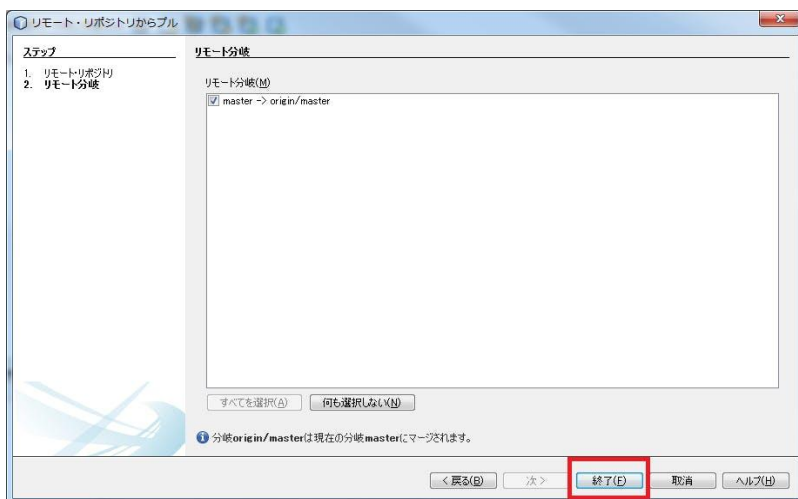 リモート・リポジトリからプル
ステップ
1. リモート・リポジトリ
2. リモート分岐
リモート分岐
リモート分岐(M)
master -> origin/master
すべてを選択(A) 何も選択しない(N)
分岐origin/masterは現在の分岐masterにマージされます。
< 戻る(B) 次 > 終了(F) 取消 ヘルプ(H)